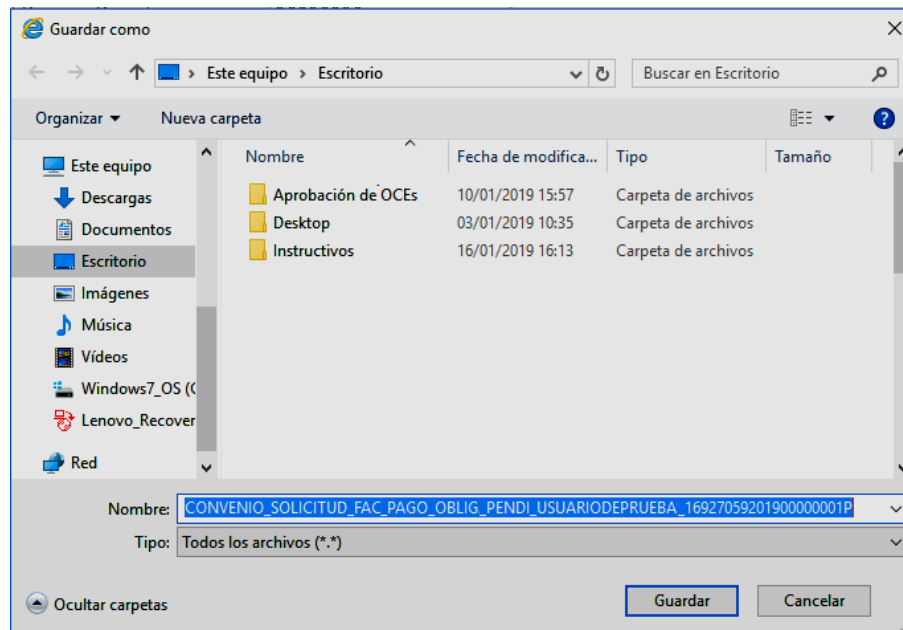 Guardar como
Este equipo > Escritorio
Buscar en Escritorio
Organizar
Nueva carpeta
Nombre Fecha de modifica... Tipo Tamaño
Aprobación de OCEs 10/01/2019 15:57 Carpeta de archivos
Desktop 03/01/2019 10:35 Carpeta de archivos
Instructivos 16/01/2019 16:13 Carpeta de archivos
Este equipo
Descargas
Documentos
Escritorio
Imágenes
Música
Vídeos
Windows7_OS (C
Lenovo_Recover
Red
Nombre: CONVENIO_SOLICITUD_FAC_PAGO_OBLIG_PENDI_USUARIODEPRUEBA_16927059201900000001P
Tipo: Todos los archivos (*.*)
Ocultar carpetas
Guardar
Cancelar